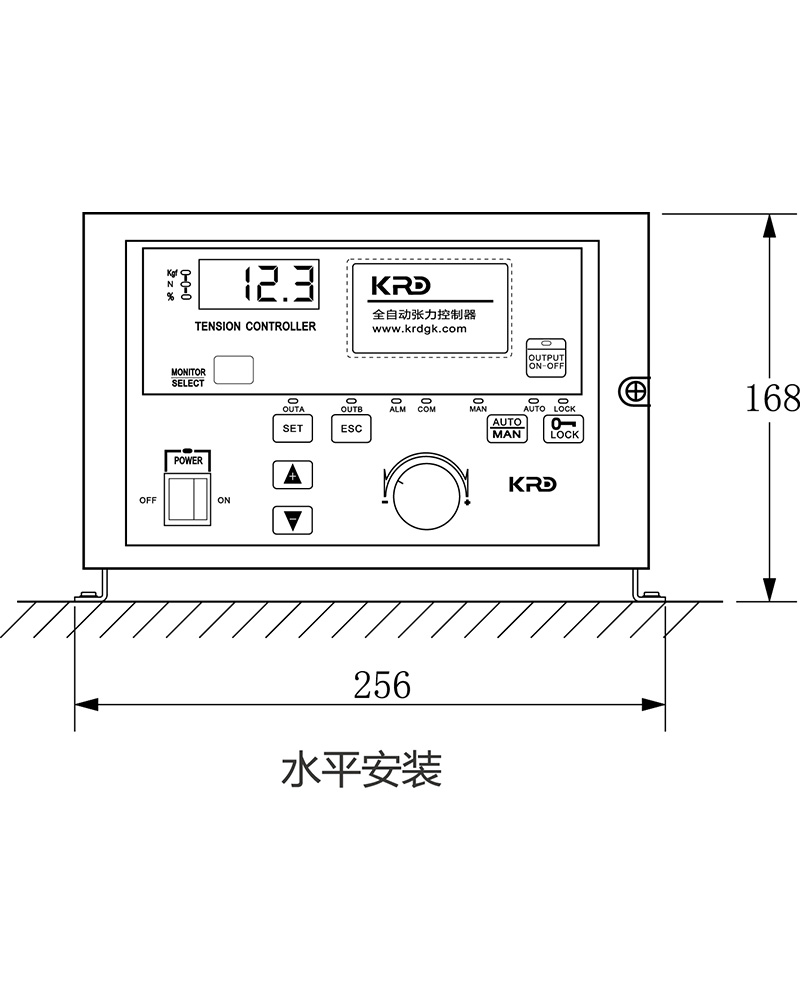 Kgf
N
%
12.3
TENSION CONTROLLER
KRD
全自动张力控制器
www.krdgk.com
MONITOR
SELECT
OUTPUT
ON-OFF
OUTA OUTB ALM COM MAN AUTO LOCK
SET ESC AUTO
MAN LOCK
POWER
OFF ON
+
−
- +
KRD
168
256
水平安装